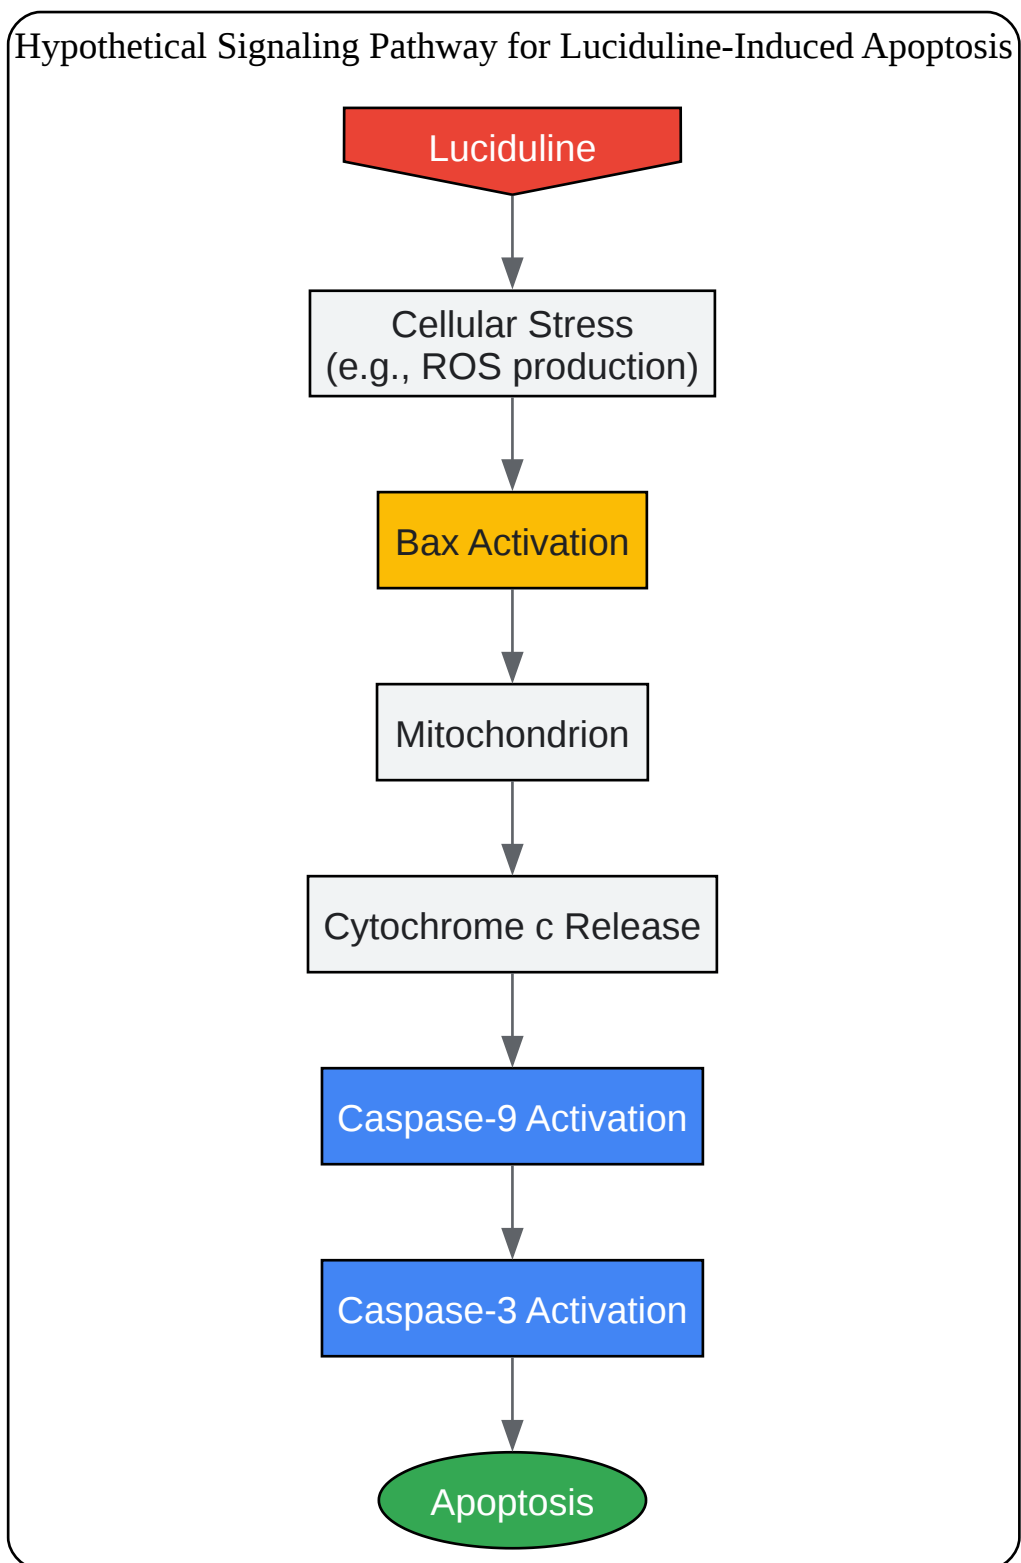 Hypothetical Signaling Pathway for Luciduline-Induced Apoptosis
Luciduline
Cellular Stress
(e.g., ROS production)
Bax Activation
Mitochondrion
Cytochrome c Release
Caspase-9 Activation
Caspase-3 Activation
Apoptosis